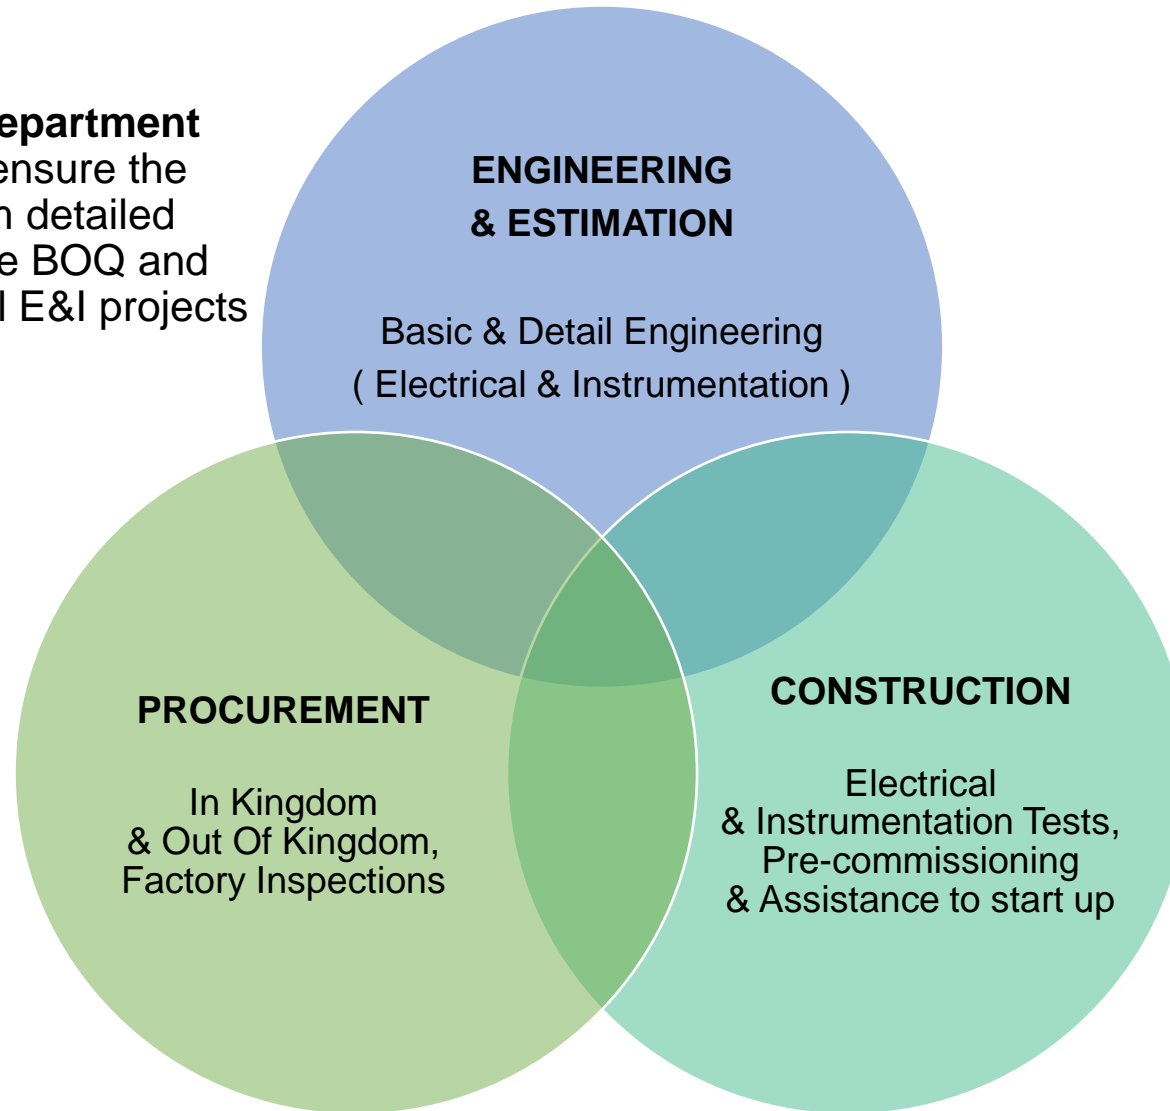 epartment
ensure the
detailed
BOQ and
E&I projects
ENGINEERING
& ESTIMATION
Basic & Detail Engineering
( Electrical & Instrumentation )
PROCUREMENT
In Kingdom
& Out Of Kingdom,
Factory Inspections
CONSTRUCTION
Electrical
& Instrumentation Tests,
Pre-commissioning
& Assistance to start up